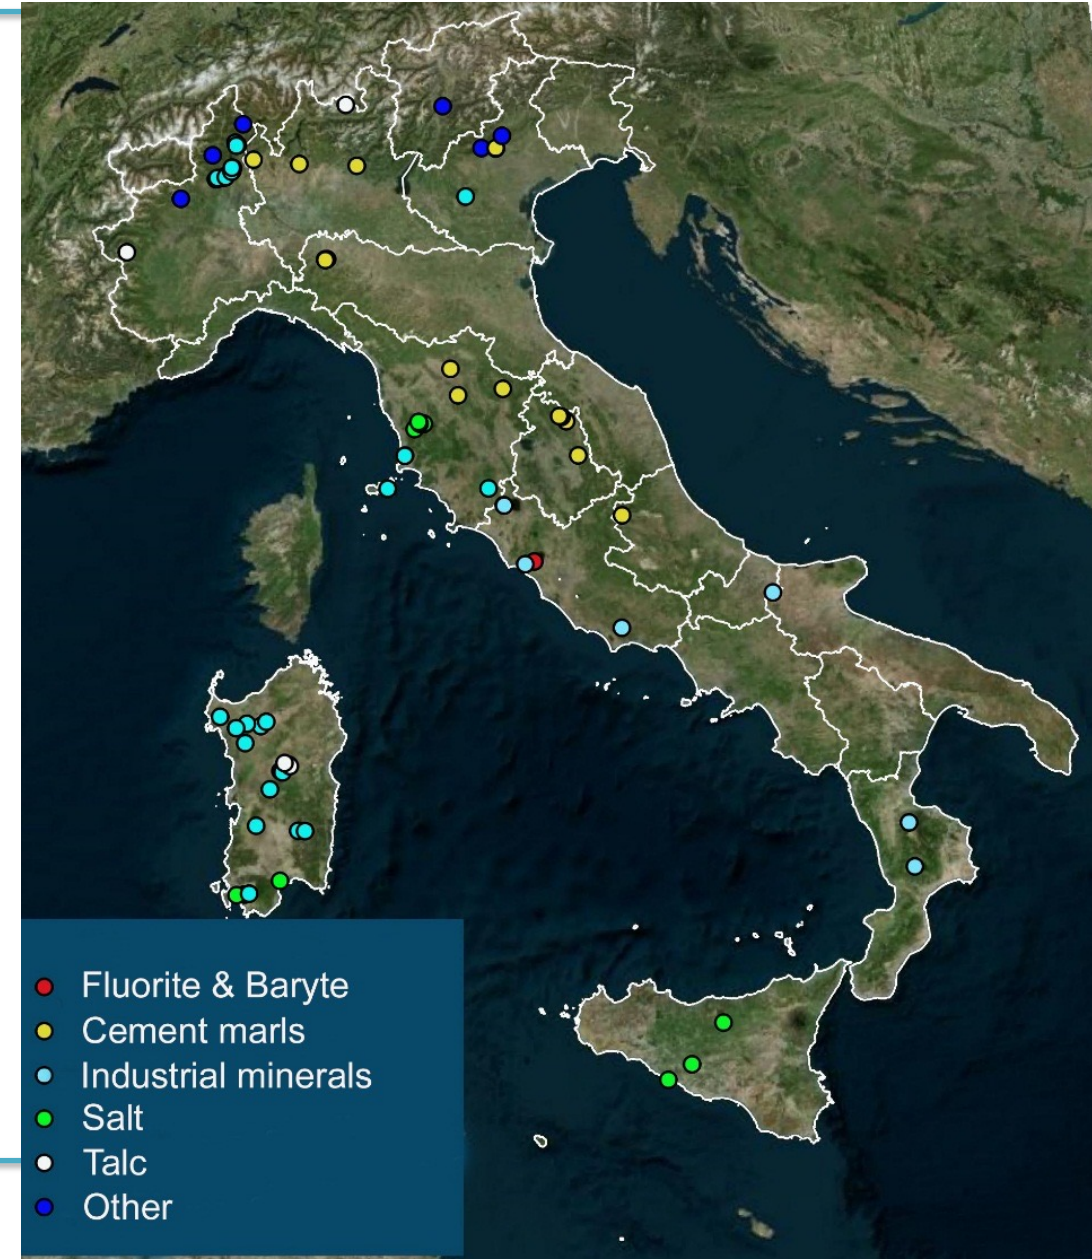 Fluorite & Baryte
Cement marls
Industrial minerals
Salt
Talc
Other